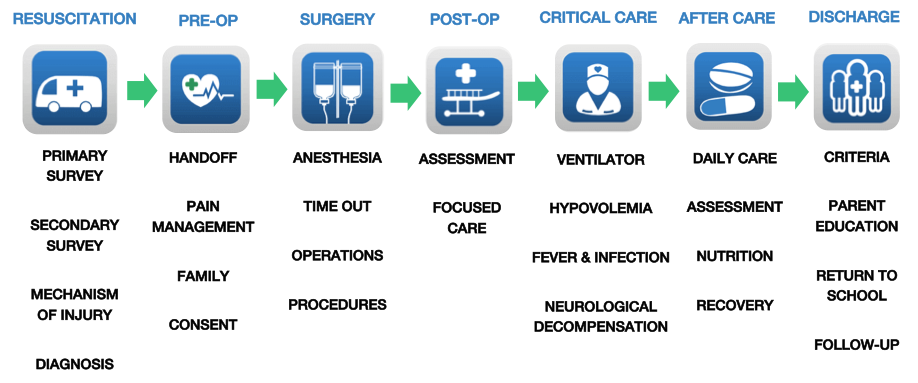 RESUSCITATION
PRE-OP
SURGERY
POST-OP
CRITICAL CARE
AFTER CARE
DISCHARGE
PRIMARY
SURVEY
SECONDARY
SURVEY
MECHANISM
OF INJURY
DIAGNOSIS
HANDOFF
PAIN
MANAGEMENT
FAMILY
CONSENT
ANESTHESIA
TIME OUT
OPERATIONS
PROCEDURES
ASSESSMENT
FOCUSED
CARE
VENTILATOR
HYPOVOLEMIA
FEVER & INFECTION
NEUROLOGICAL
DECOMPENSATION
DAILY CARE
ASSESSMENT
NUTRITION
RECOVERY
CRITERIA
PARENT
EDUCATION
RETURN TO
SCHOOL
FOLLOW-UP